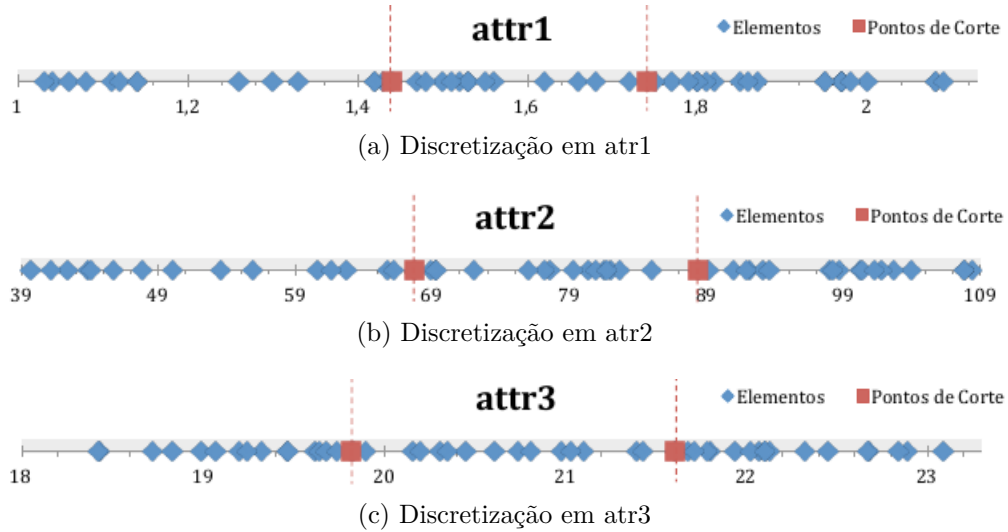 attr1
Elementos Pontos de Corte
1 1,2 1,4 1,6 1,8 2
(a) Discretização em atr1
attr2
Elementos Pontos de Corte
39 49 59 69 79 89 99 109
(b) Discretização em atr2
attr3
Elementos Pontos de Corte
18 19 20 21 22 23
(c) Discretização em atr3